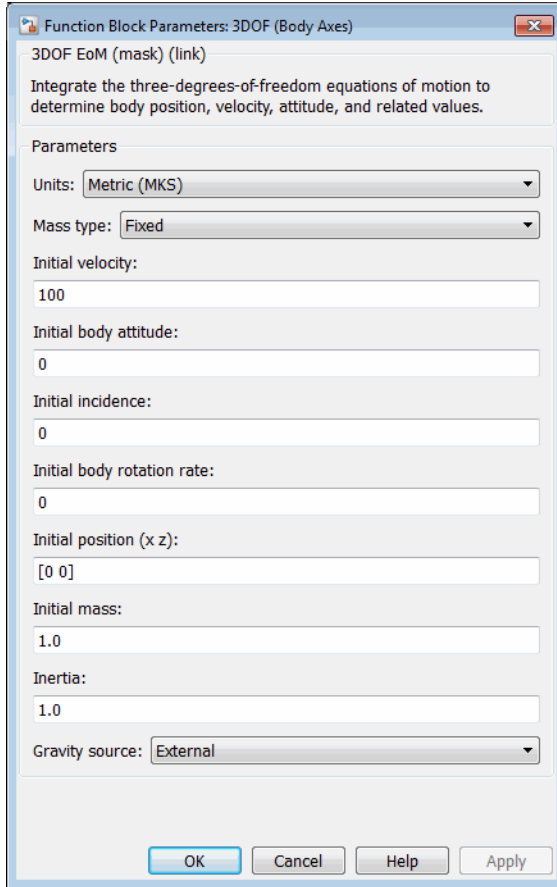 Function Block Parameters: 3DOF (Body Axes)
3DOF EoM (mask) (link)
Integrate the three-degrees-of-freedom equations of motion to
determine body position, velocity, attitude, and related values.
Parameters
Units: Metric (MKS)
Mass type: Fixed
Initial velocity:
100
Initial body attitude:
0
Initial incidence:
0
Initial body rotation rate:
0
Initial position (x z):
[0 0]
Initial mass:
1.0
Inertia:
1.0
Gravity source: External
OK Cancel Help Apply